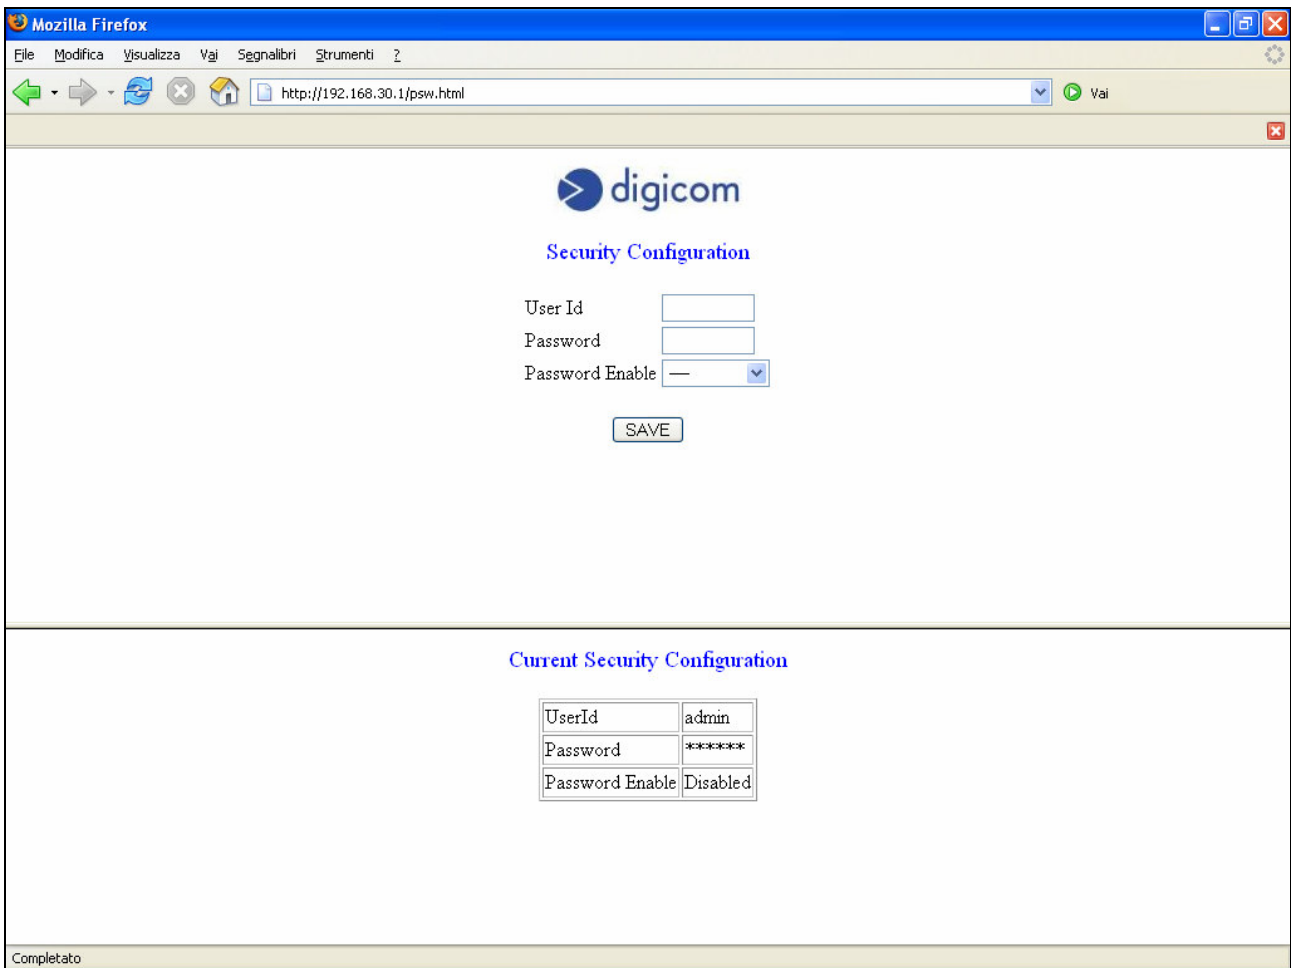 Mozilla Firefox
File Modifica Visualizza Vai Segnalibri Strumenti ?
http://192.168.30.1/psw.html Vai
digicom
Security Configuration
User Id
Password
Password Enable ----
SAVE
Current Security Configuration
UserId admin
Password ******
Password Enable Disabled
Completato